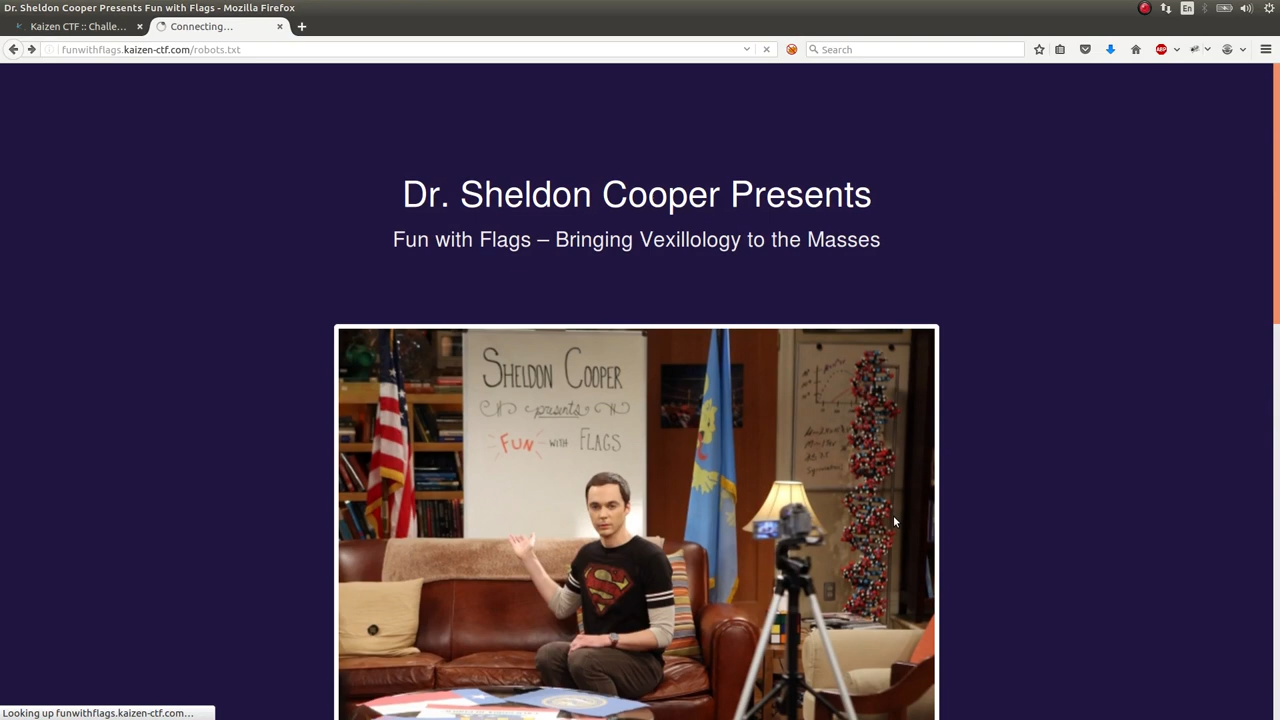 Dr. Sheldon Cooper Presents Fun with Flags - Mozilla Firefox
En
Kaizen CTF :: Challe...
Connecting...
funwithflags.kaizen-ctf.com/robots.txt
Search
ABP
Dr. Sheldon Cooper Presents
Fun with Flags – Bringing Vexillology to the Masses
SHELDON COOPER
presents
FUN WITH FLAGS
Looking up funwithflags.kaizen-ctf.com...